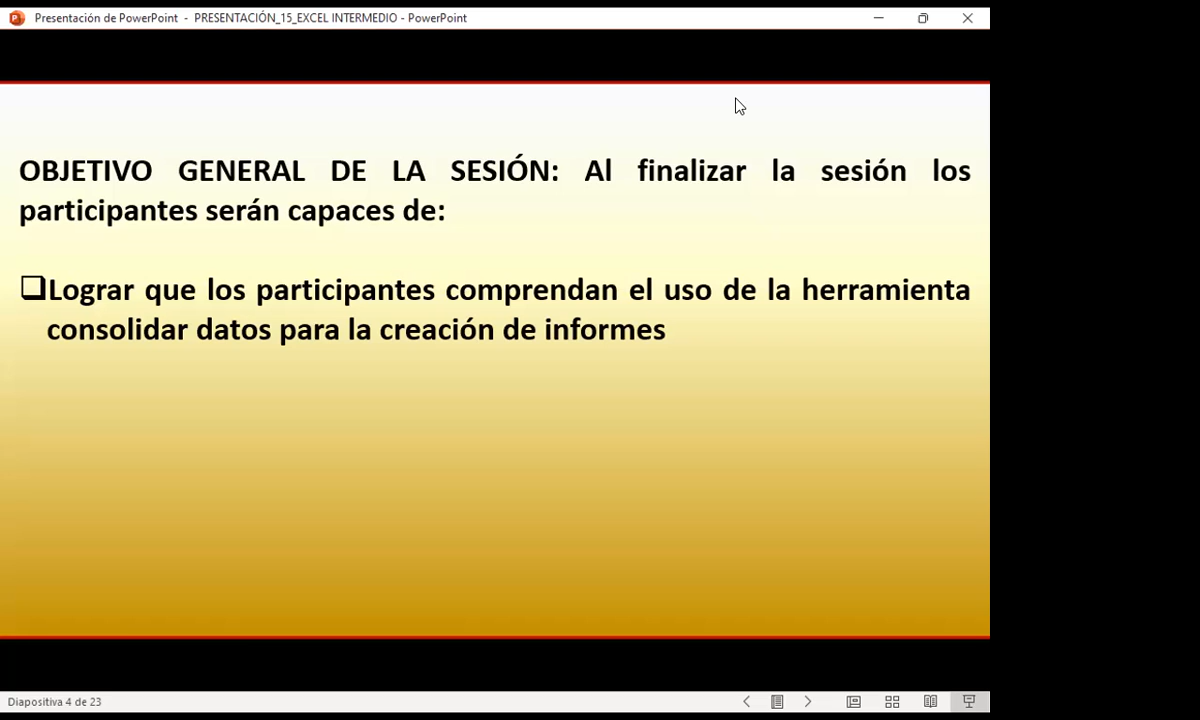 Presentación de PowerPoint - PRESENTACIÓN_15_EXCEL INTERMEDIO - PowerPoint
OBJETIVO GENERAL DE LA SESIÓN: Al finalizar la sesión los
participantes serán capaces de:
Lograr que los participantes comprendan el uso de la herramienta
consolidar datos para la creación de informes
Diapositiva 4 de 23